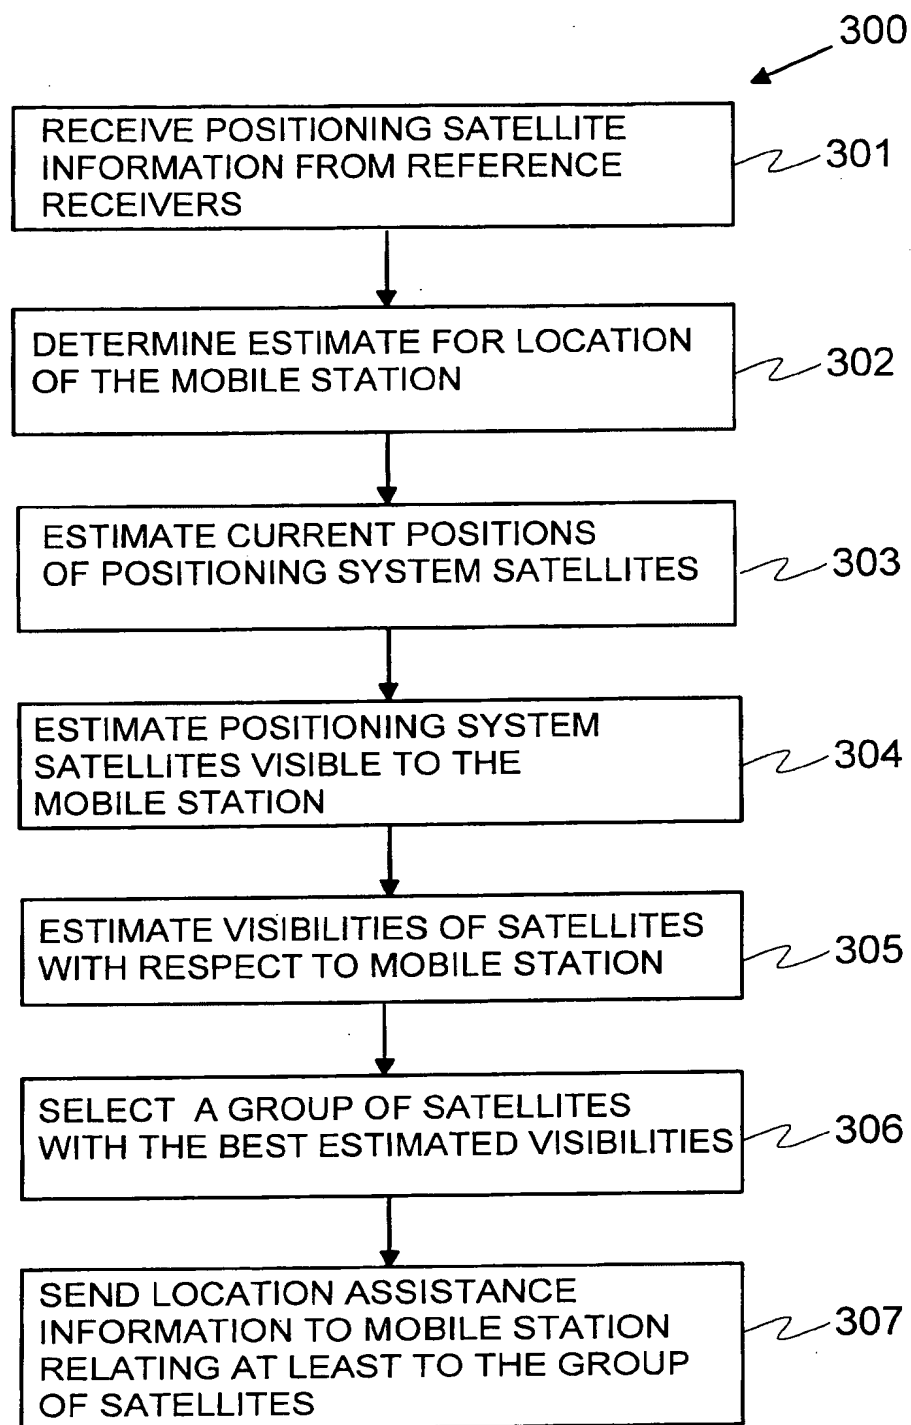 300
RECEIVE POSITIONING SATELLITE
INFORMATION FROM REFERENCE
RECEIVERS
301
DETERMINE ESTIMATE FOR LOCATION
OF THE MOBILE STATION
302
ESTIMATE CURRENT POSITIONS
OF POSITIONING SYSTEM SATELLITES
303
ESTIMATE POSITIONING SYSTEM
SATELLITES VISIBLE TO THE
MOBILE STATION
304
ESTIMATE VISIBILITIES OF SATELLITES
WITH RESPECT TO MOBILE STATION
305
SELECT A GROUP OF SATELLITES
WITH THE BEST ESTIMATED VISIBILITIES
306
SEND LOCATION ASSISTANCE
INFORMATION TO MOBILE STATION
RELATING AT LEAST TO THE GROUP
OF SATELLITES
307